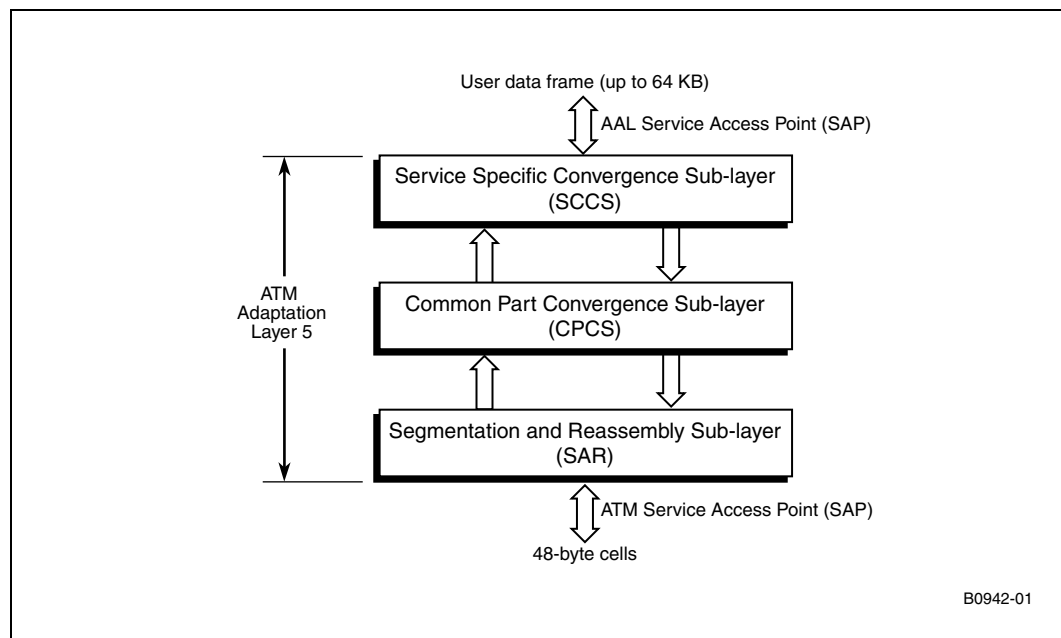 User data frame (up to 64 KB)
AAL Service Access Point (SAP)
Service Specific Convergence Sub-layer
(SCCS)
ATM
Adaptation
Layer 5
Common Part Convergence Sub-layer
(CPCS)
Segmentation and Reassembly Sub-layer
(SAR)
ATM Service Access Point (SAP)
48-byte cells
B0942-01